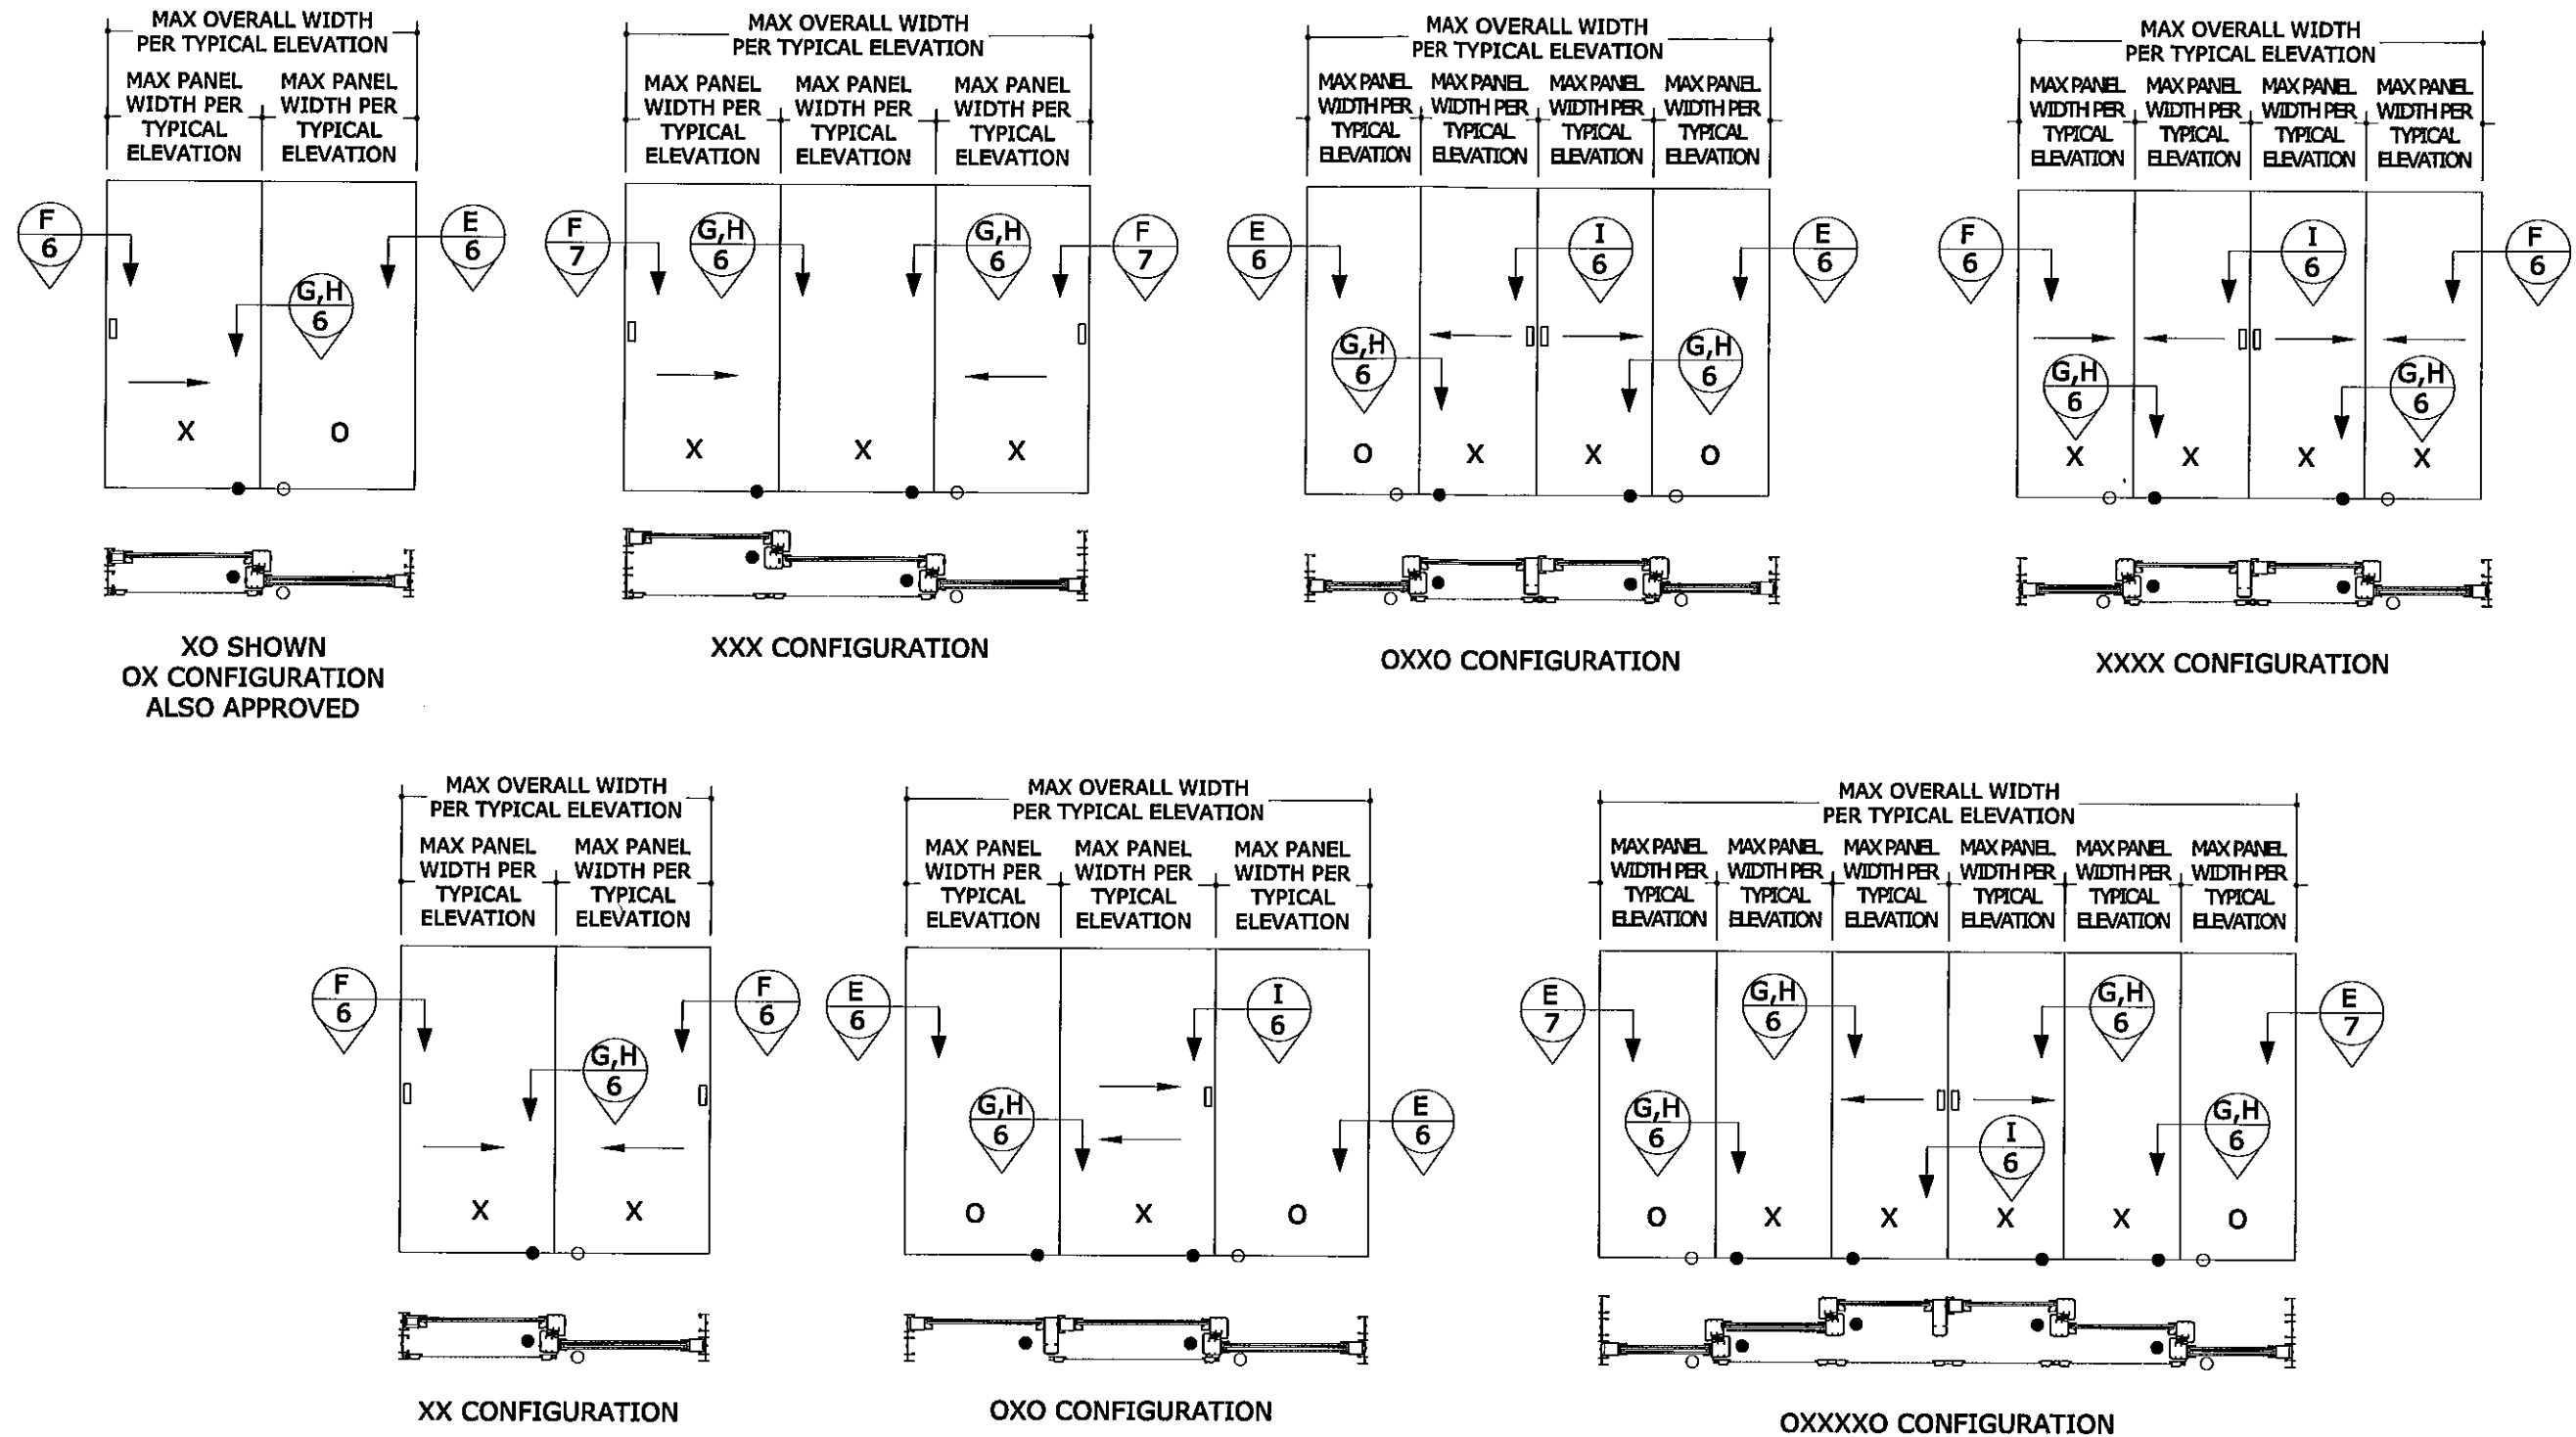 MAX OVERALL WIDTH
PER TYPICAL ELEVATION
MAX PANEL
WIDTH PER
TYPICAL
ELEVATION
MAX PANEL
WIDTH PER
TYPICAL
ELEVATION
F
6
E
6
G,H
6
X
O
XO SHOWN
OX CONFIGURATION
ALSO APPROVED
MAX OVERALL WIDTH
PER TYPICAL ELEVATION
MAX PANEL
WIDTH PER
TYPICAL
ELEVATION
MAX PANEL
WIDTH PER
TYPICAL
ELEVATION
MAX PANEL
WIDTH PER
TYPICAL
ELEVATION
F
7
G,H
6
G,H
6
F
7
X
X
X
XXX CONFIGURATION
MAX OVERALL WIDTH
PER TYPICAL ELEVATION
MAX PANEL
WIDTH PER
TYPICAL
ELEVATION
MAX PANEL
WIDTH PER
TYPICAL
ELEVATION
MAX PANEL
WIDTH PER
TYPICAL
ELEVATION
MAX PANEL
WIDTH PER
TYPICAL
ELEVATION
E
6
I
6
E
6
G,H
6
G,H
6
O
X
X
O
OXXO CONFIGURATION
MAX OVERALL WIDTH
PER TYPICAL ELEVATION
MAX PANEL
WIDTH PER
TYPICAL
ELEVATION
MAX PANEL
WIDTH PER
TYPICAL
ELEVATION
MAX PANEL
WIDTH PER
TYPICAL
ELEVATION
MAX PANEL
WIDTH PER
TYPICAL
ELEVATION
F
6
I
6
F
6
G,H
6
G,H
6
X
X
X
X
XXXX CONFIGURATION
MAX OVERALL WIDTH
PER TYPICAL ELEVATION
MAX PANEL
WIDTH PER
TYPICAL
ELEVATION
MAX PANEL
WIDTH PER
TYPICAL
ELEVATION
F
6
F
6
G,H
6
X
X
XX CONFIGURATION
MAX OVERALL WIDTH
PER TYPICAL ELEVATION
MAX PANEL
WIDTH PER
TYPICAL
ELEVATION
MAX PANEL
WIDTH PER
TYPICAL
ELEVATION
MAX PANEL
WIDTH PER
TYPICAL
ELEVATION
E
6
I
6
G,H
6
E
6
O
X
O
OXO CONFIGURATION
MAX OVERALL WIDTH
PER TYPICAL ELEVATION
MAX PANEL
WIDTH PER
TYPICAL
ELEVATION
MAX PANEL
WIDTH PER
TYPICAL
ELEVATION
MAX PANEL
WIDTH PER
TYPICAL
ELEVATION
MAX PANEL
WIDTH PER
TYPICAL
ELEVATION
MAX PANEL
WIDTH PER
TYPICAL
ELEVATION
MAX PANEL
WIDTH PER
TYPICAL
ELEVATION
E
7
G,H
6
G,H
6
E
7
G,H
6
I
6
G,H
6
O
X
X
X
X
O
OXXXXO CONFIGURATION